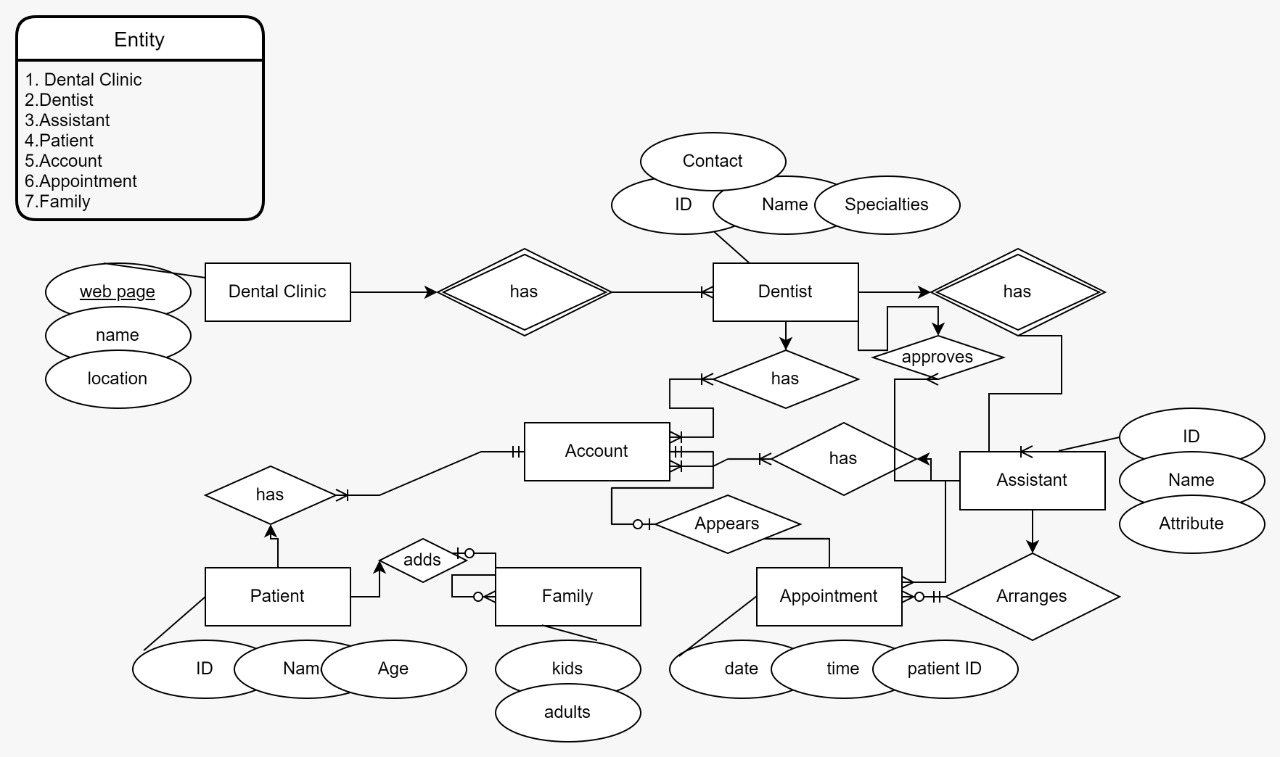 Entity
1. Dental Clinic
2.Dentist
3.Assistant
4.Patient
5.Account
6.Appointment
7.Family
Contact
ID
Name
Specialties
web page
name
location
Dental Clinic
has
Dentist
has
approves
has
Account
has
ID
Name
Attribute
Assistant
has
Appears
adds
Patient
Family
Appointment
Arranges
ID
Nam
Age
kids
adults
date
time
patient ID